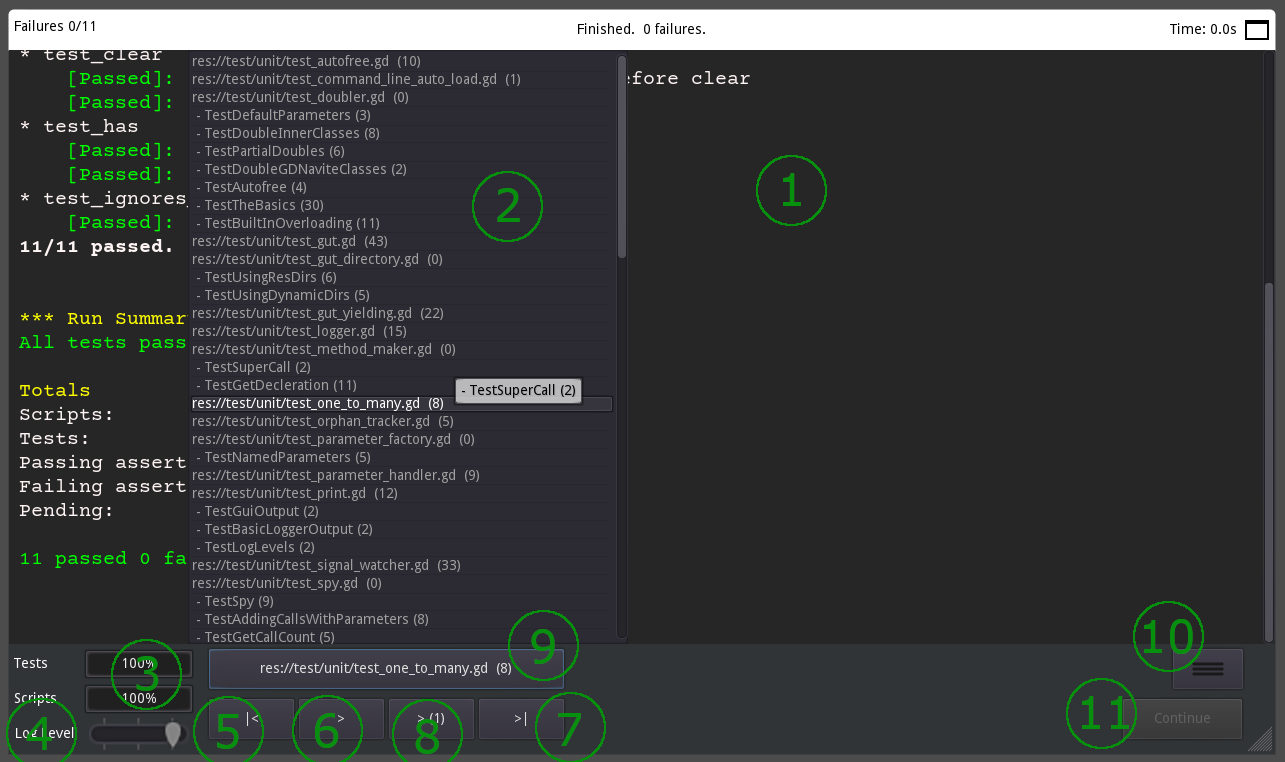 Failures 0/11
Finished.  0 failures.
Time: 0.0s
* test_clear
[Passed]: efore clear
[Passed]:
* test_has
[Passed]:
[Passed]:
* test_ignores_
[Passed]:
11/11 passed.
*** Run Summar
All tests pass
Totals
Scripts:
Tests:
Passing assert
Failing assert
Pending:
11 passed 0 fa
res://test/unit/test_autofree.gd  (10)
res://test/unit/test_command_line_auto_load.gd  (1)
res://test/unit/test_doubler.gd  (0)
- TestDefaultParameters (3)
- TestDoubleInnerClasses (8)
- TestPartialDoubles (6)
- TestDoubleGDNaviteClasses (2)
- TestAutofree (4)
- TestTheBasics (30)
- TestBuiltInOverloading (11)
res://test/unit/test_gut.gd  (43)
res://test/unit/test_gut_directory.gd  (0)
- TestUsingResDirs (6)
- TestUsingDynamicDirs (5)
res://test/unit/test_gut_yielding.gd  (22)
res://test/unit/test_logger.gd  (15)
res://test/unit/test_method_maker.gd  (0)
- TestSuperCall (2)
- TestGetDecleration (11)
- TestSuperCall (2)
res://test/unit/test_one_to_many.gd  (8)
res://test/unit/test_orphan_tracker.gd  (5)
res://test/unit/test_parameter_factory.gd  (0)
- TestNamedParameters (5)
res://test/unit/test_parameter_handler.gd  (9)
res://test/unit/test_print.gd  (12)
- TestGuiOutput (2)
- TestBasicLoggerOutput (2)
- TestLogLevels (2)
res://test/unit/test_signal_watcher.gd  (33)
res://test/unit/test_spy.gd  (0)
- TestSpy (9)
- TestAddingCallsWithParameters (8)
- TestGetCallCount (5)
1
2
Tests 100%
3
Scripts 100%
Log Level
4
res://test/unit/test_one_to_many.gd  (8)
9
|<
5
>
6
> (1)
8
>|
7
10
11
Continue